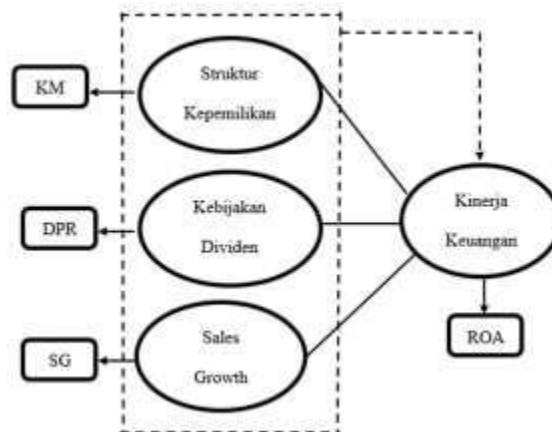 Struktur
Kepemilikan
KM
Kebijakan
Dividen
DPR
Kinerja
Keuangan
Sales
Growth
SG
ROA